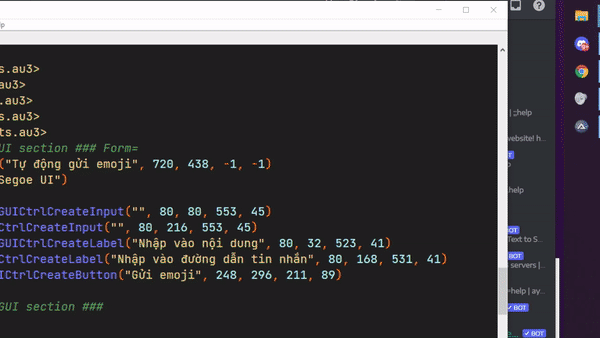 lp
s.au3>
au3>
.au3>
s.au3>
ts.au3>
UI section ### Form=
("Tự động gửi emoji", 720, 438, -1, -1)
Segoe UI")
GUICtrlCreateInput("", 80, 80, 553, 45)
CtrlCreateInput("", 80, 216, 553, 45)
GUICtrlCreateLabel("Nhập vào nội dung", 80, 32, 523, 41)
CtrlCreateLabel("Nhập vào đường dẫn tin nhắn", 80, 168, 531, 41)
ICtrlCreateButton("Gửi emoji", 248, 296, 211, 89)
GUI section ###
| ;;help
website! h...
BOT
help
BOT
Text to S...
BOT
servers |...
BOT
=help | ay...
✓ BOT
✓ BOT